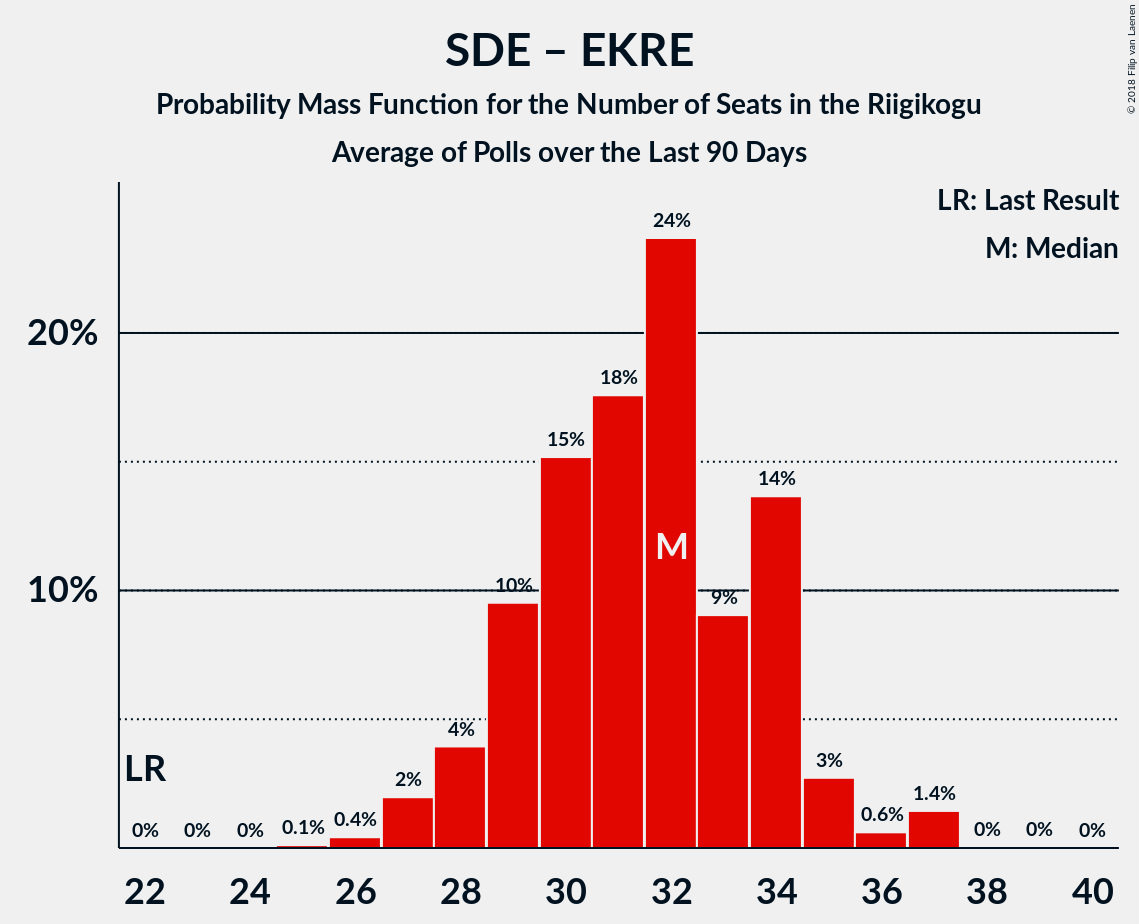 SDE – EKRE
Probability Mass Function for the Number of Seats in the Riigikogu
Average of Polls over the Last 90 Days
© 2018 Filip van Laenen
LR: Last Result
M: Median
24%
20%
18%
15%
14%
M
10%
10%
9%
4%
LR
3%
2%
1.4%
0.6%
0.4%
0.1%
0% 0% 0% 0% 0% 0%
22 24 26 28 30 32 34 36 38 40